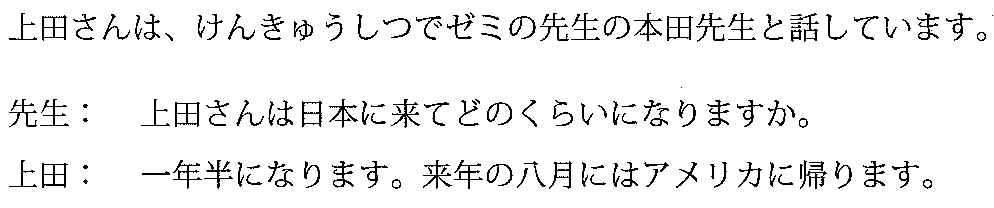 上田さんは、けんきゅうしつでゼミの先生の本田先生と話しています。
先生： 上田さんは日本に来てどのくらいになりますか。
上田： 一年半になります。来年の八月にはアメリカに帰ります。